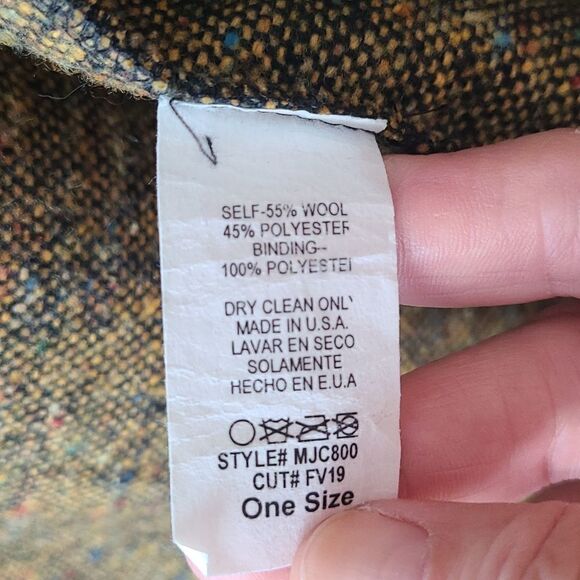 SELF-55% WOOL
45% POLYESTER
BINDING--
100% POLYESTEI
DRY CLEAN ONLY
MADE IN U.S.A.
LAVAR EN SECO
SOLAMENTE
HECHO EN E.U.A
STYLE# MJC800
CUT# FV19
One Size